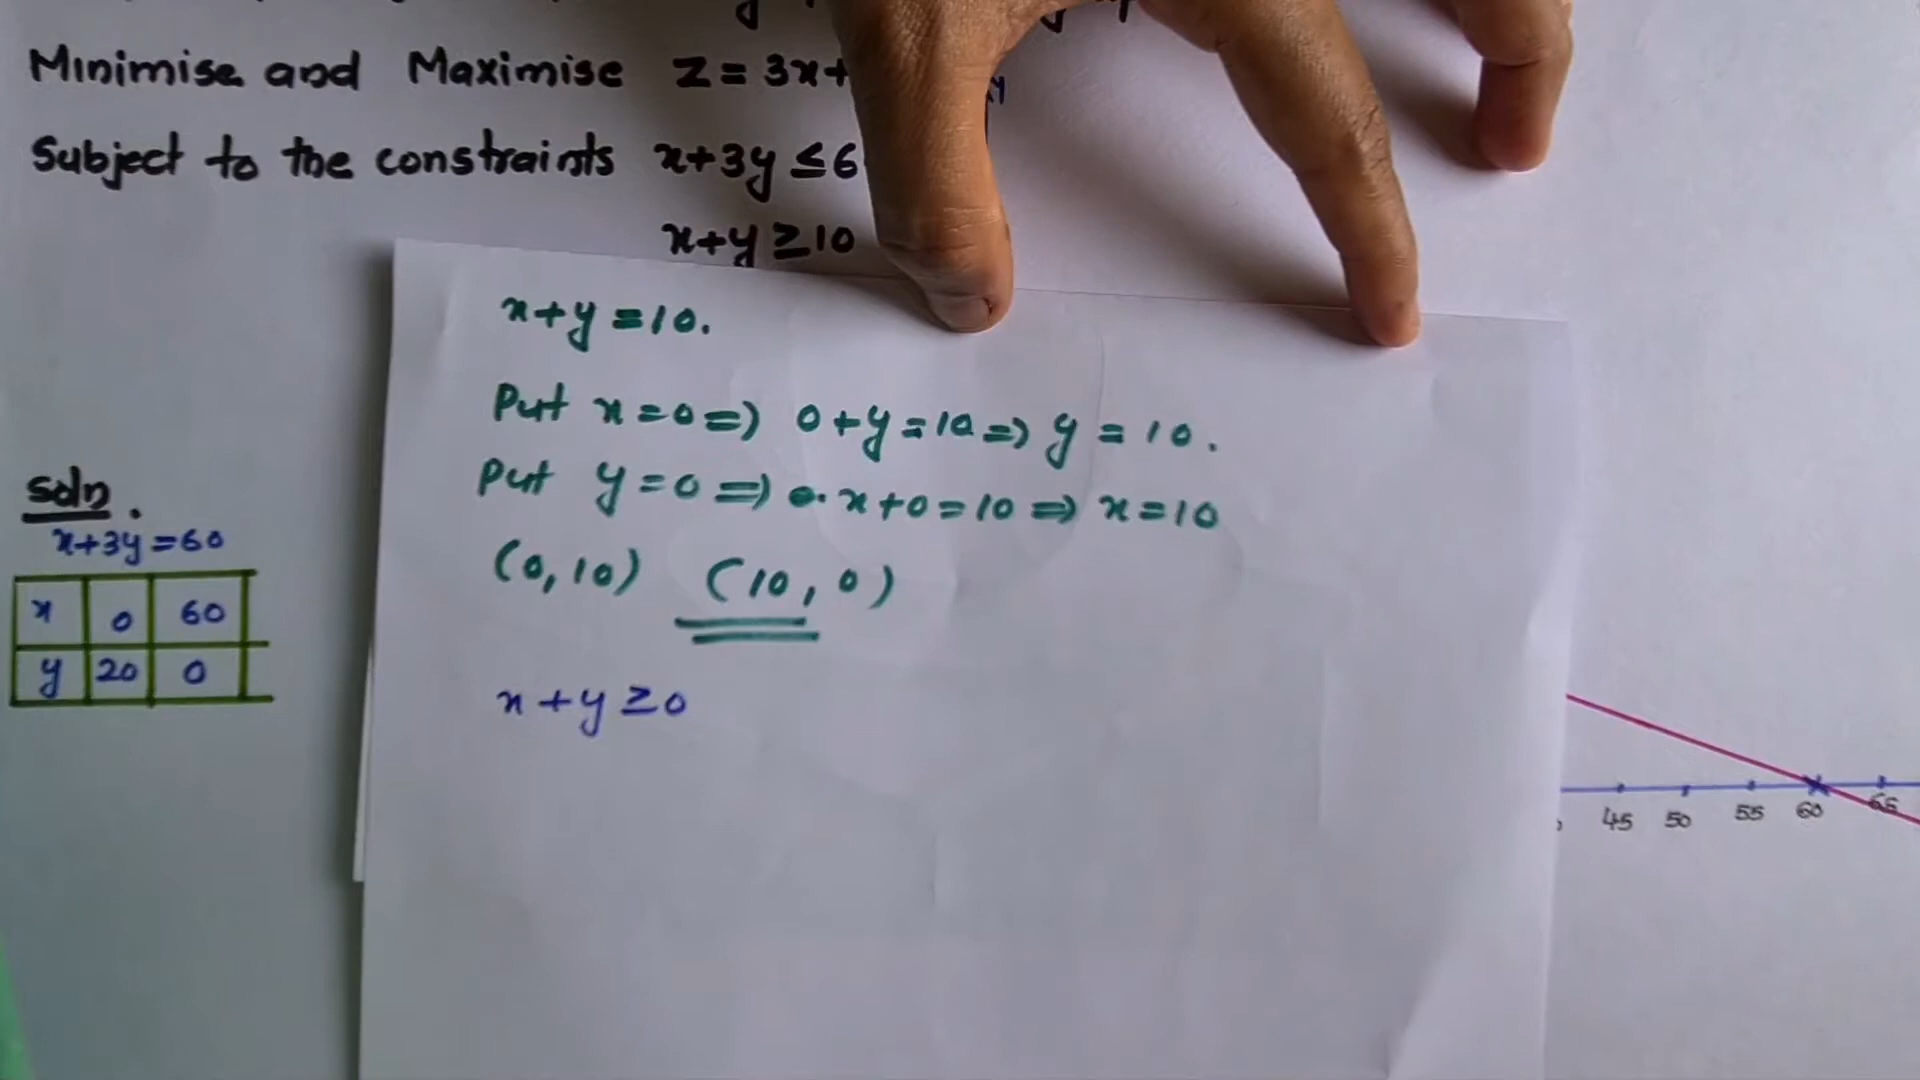 Minimise and Maximise Z = 3x+
Subject to the constraints x+3y ≤ 6
x+y ≥ 10
x+y = 10.
Put x = 0 => 0+y = 10 => y = 10.
Put y = 0 => x+0 = 10 => x = 10
(0, 10) (10, 0)
x + y ≥ 0
Soln.
x+3y = 60
x 0 60
y 20 0
45 50 55 60 65